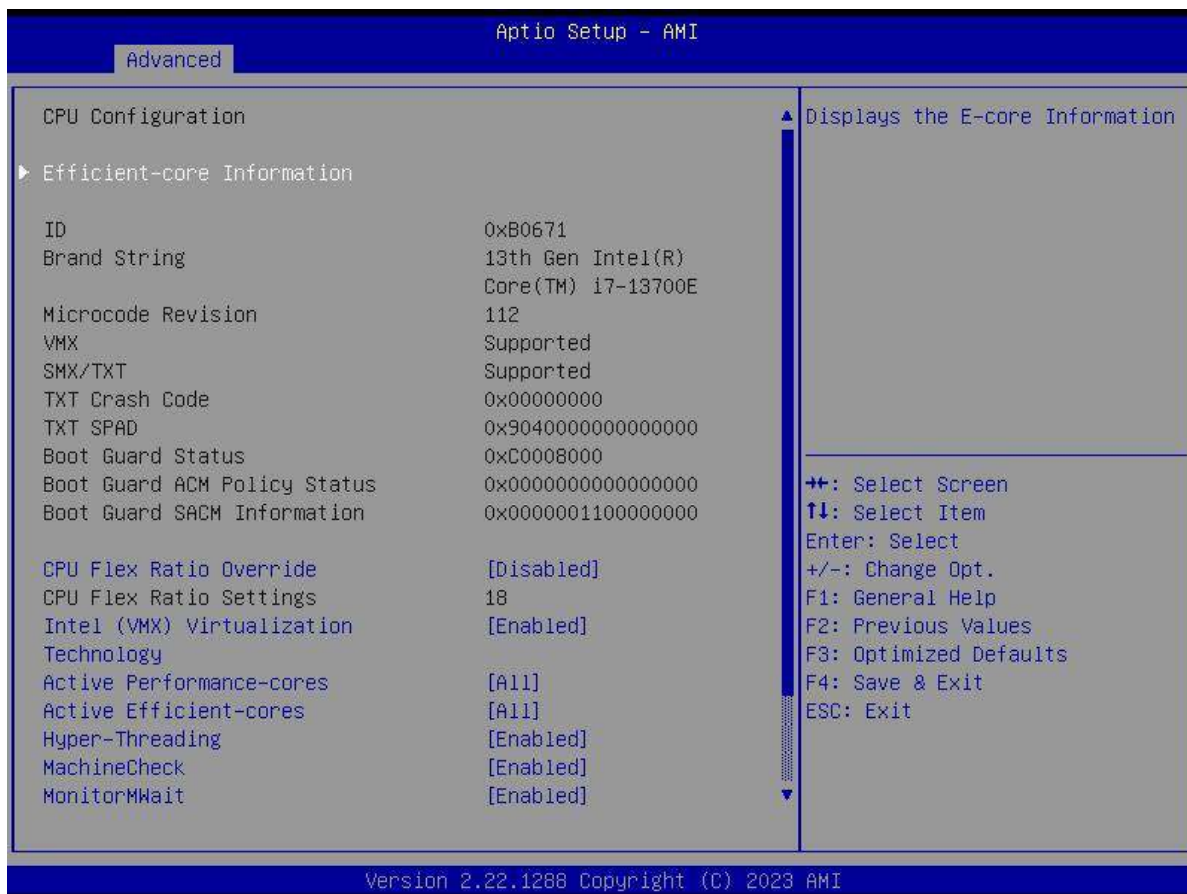 Aptio Setup - AMI
Advanced
CPU Configuration
Efficient-core Information
ID 0xB0671
Brand String 13th Gen Intel(R)
Core(TM) i7-13700E
Microcode Revision 112
VMX Supported
SMX/TXT Supported
TXT Crash Code 0x00000000
TXT SPAD 0x9040000000000000
Boot Guard Status 0xC0008000
Boot Guard ACM Policy Status 0x0000000000000000
Boot Guard SACM Information 0x0000001100000000
CPU Flex Ratio Override [Disabled]
CPU Flex Ratio Settings 18
Intel (VMX) Virtualization [Enabled]
Technology
Active Performance-cores [All]
Active Efficient-cores [All]
Hyper-Threading [Enabled]
MachineCheck [Enabled]
MonitorMWait [Enabled]
Displays the E-core Information
→←: Select Screen
↑↓: Select Item
Enter: Select
+/-: Change Opt.
F1: General Help
F2: Previous Values
F3: Optimized Defaults
F4: Save & Exit
ESC: Exit
Version 2.22.1288 Copyright (C) 2023 AMI